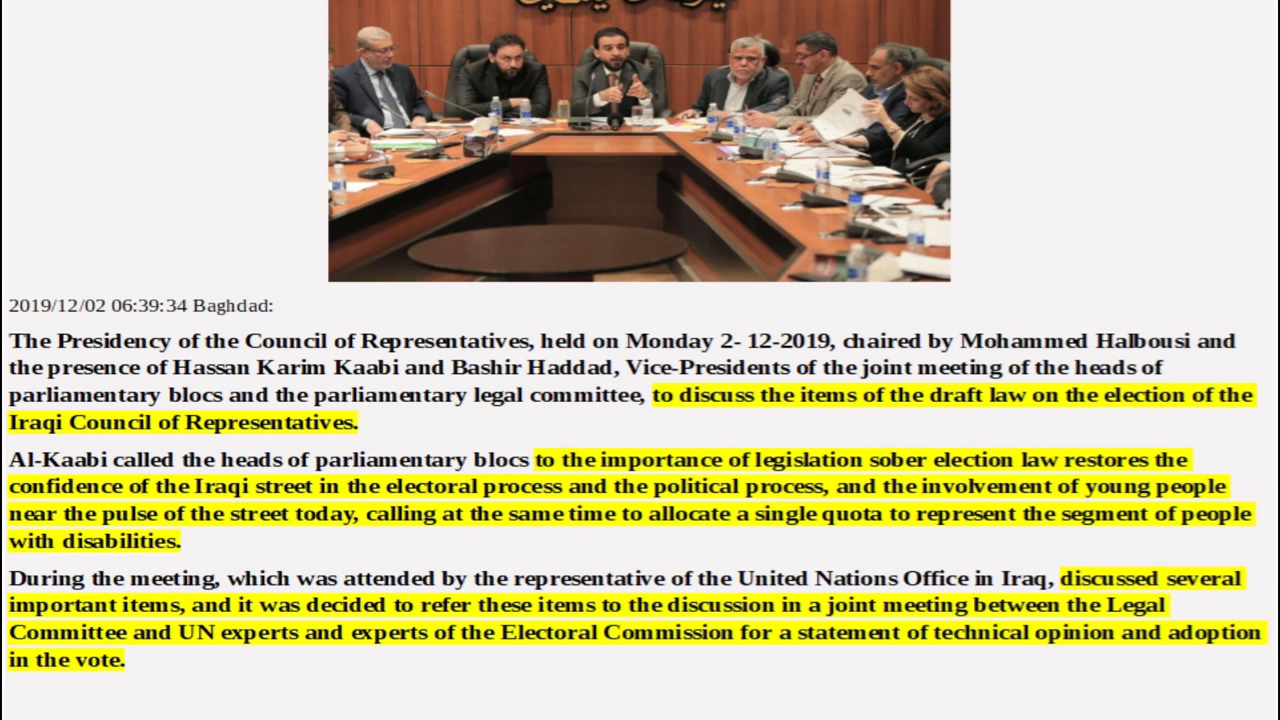 2019/12/02 06:39:34 Baghdad:
The Presidency of the Council of Representatives, held on Monday 2- 12-2019, chaired by Mohammed Halbousi and
the presence of Hassan Karim Kaabi and Bashir Haddad, Vice-Presidents of the joint meeting of the heads of
parliamentary blocs and the parliamentary legal committee, to discuss the items of the draft law on the election of the
Iraqi Council of Representatives.
Al-Kaabi called the heads of parliamentary blocs to the importance of legislation sober election law restores the
confidence of the Iraqi street in the electoral process and the political process, and the involvement of young people
near the pulse of the street today, calling at the same time to allocate a single quota to represent the segment of people
with disabilities.
During the meeting, which was attended by the representative of the United Nations Office in Iraq, discussed several
important items, and it was decided to refer these items to the discussion in a joint meeting between the Legal
Committee and UN experts and experts of the Electoral Commission for a statement of technical opinion and adoption
in the vote.